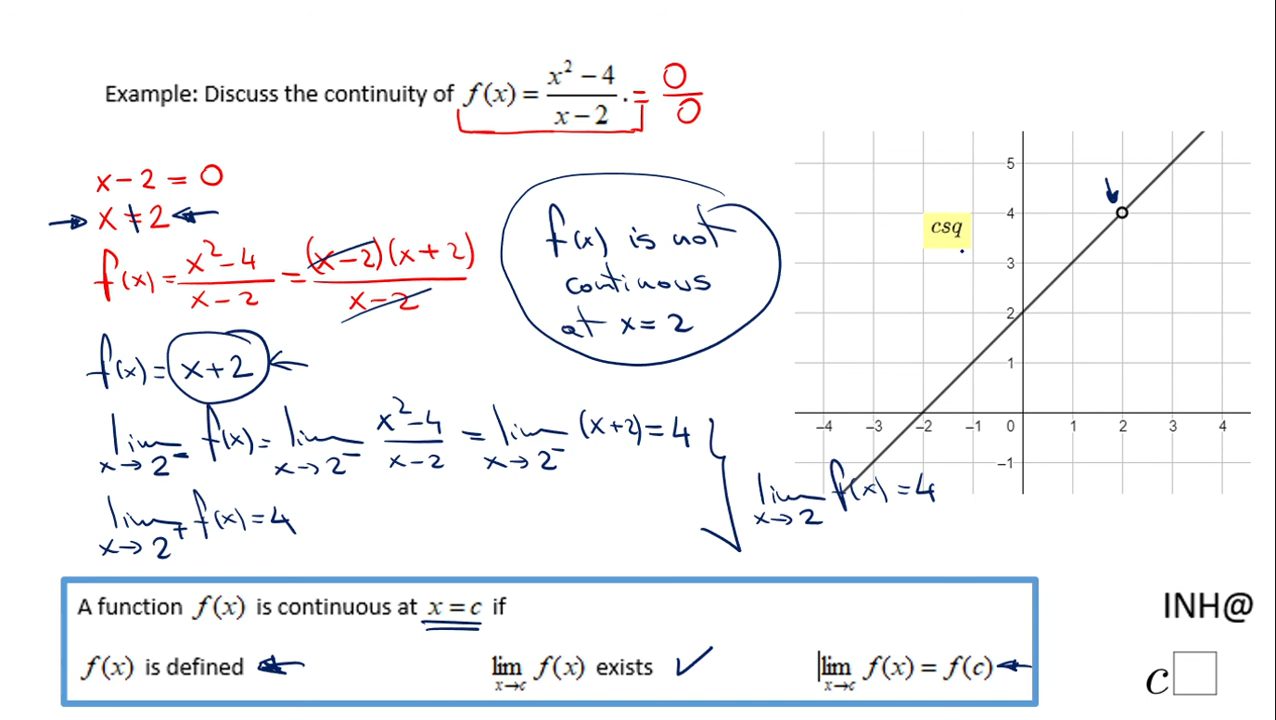 Example: Discuss the continuity of f(x) = (x² − 4)/(x − 2). = 0/0
x − 2 = 0
x ≠ 2
f(x) = (x² − 4)/(x − 2) = (x − 2)(x + 2)/(x − 2)
f(x) = x + 2
lim x→2⁻ f(x) = lim x→2⁻ (x² − 4)/(x − 2) = lim x→2⁻ (x + 2) = 4
lim x→2⁺ f(x) = 4
lim x→2 f(x) = 4
f(x) is not
continuous
at x = 2
csq
5
4
3
2
1
−4 −3 −2 −1 0 1 2 3 4
−1
A function f(x) is continuous at x = c if
f(x) is defined
lim x→c f(x) exists ✓
lim x→c f(x) = f(c)
INH@
c